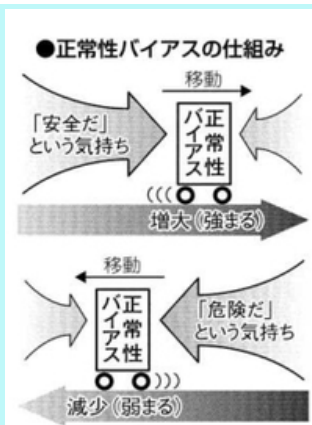 ●正常性バイアスの仕組み
移動
「安全だ」
という気持ち
正常性
バイアス
増大(強まる)
移動
正常性
バイアス
「危険だ」
という気持ち
減少(弱まる)